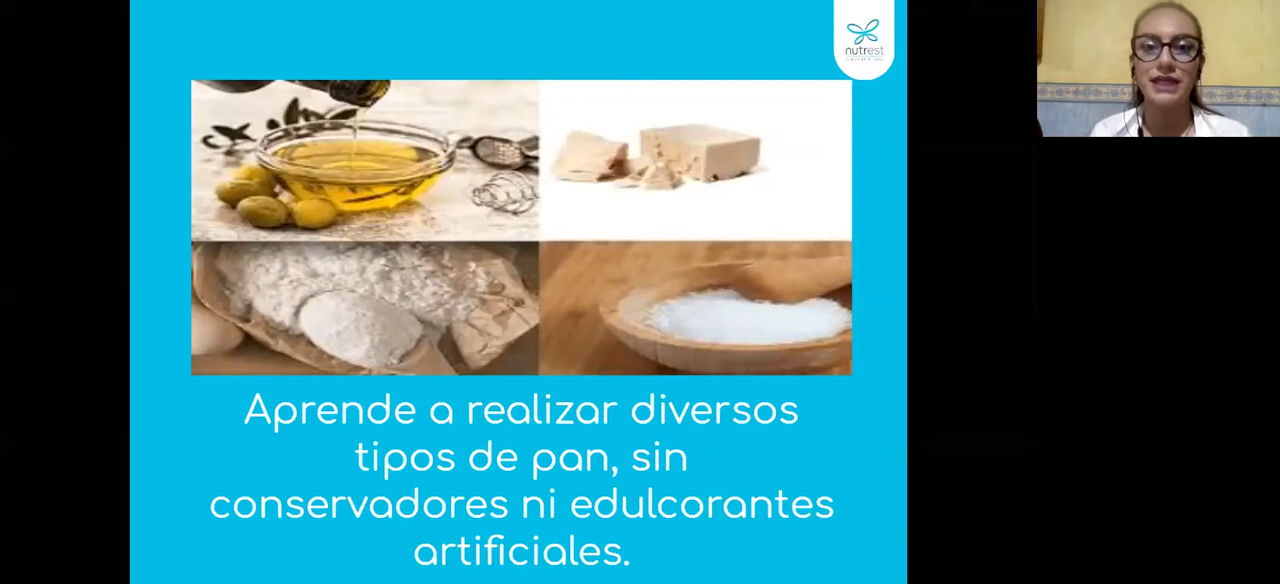 nutrest
Aprende a realizar diversos
tipos de pan, sin
conservadores ni edulcorantes
artificiales.